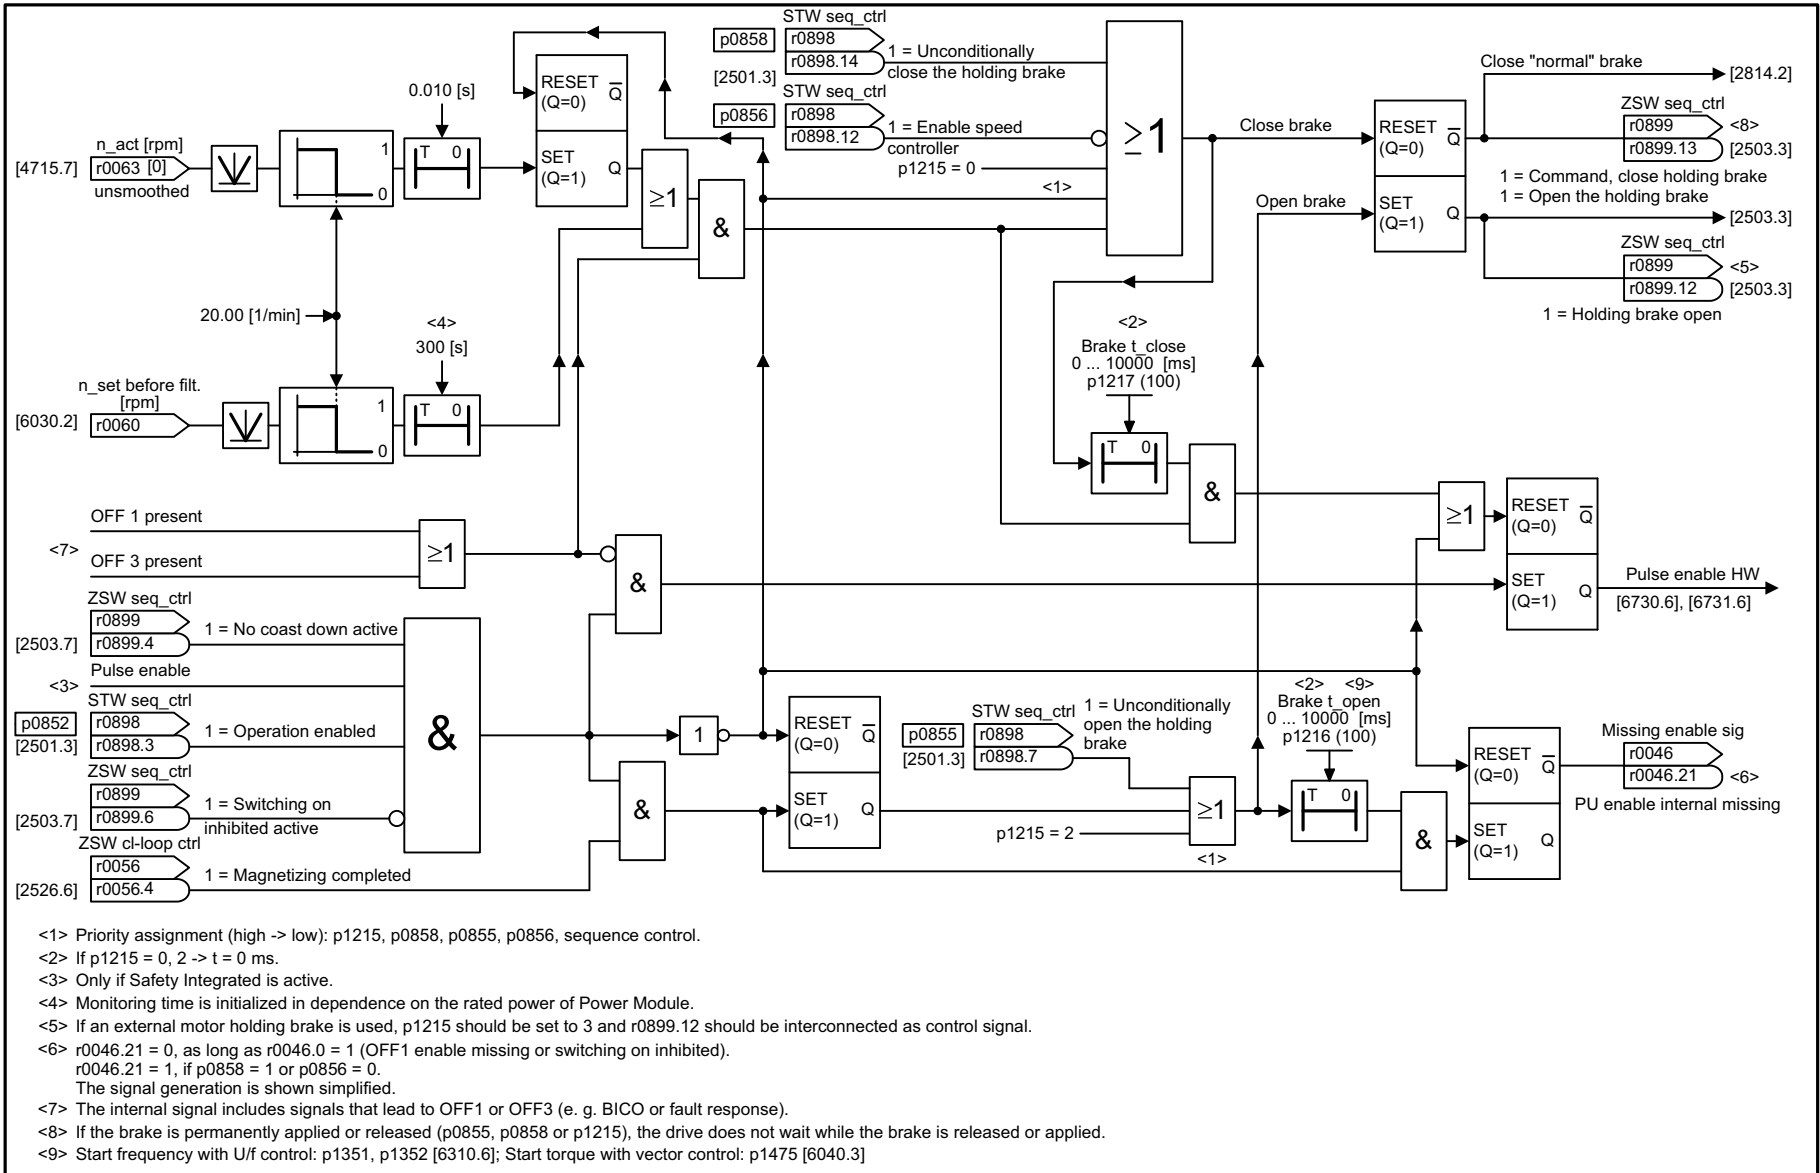 STW seq_ctrl
p0858
r0898
r0898.14
1 = Unconditionally
close the holding brake
[2501.3]
STW seq_ctrl
p0856
r0898
r0898.12
1 = Enable speed
controller
p1215 = 0
<1>
≥1
n_act [rpm]
[4715.7]
r0063 [0]
unsmoothed
1
0
0.010 [s]
T 0
RESET
(Q=0)
Q
SET
(Q=1)
Q
≥1
&
20.00 [1/min]
<4>
300 [s]
n_set before filt.
[rpm]
[6030.2]
r0060
1
0
T 0
Close brake
Open brake
RESET
(Q=0)
Q
SET
(Q=1)
Q
Close "normal" brake
[2814.2]
ZSW seq_ctrl
r0899
<8>
r0899.13
[2503.3]
1 = Command, close holding brake
1 = Open the holding brake
[2503.3]
ZSW seq_ctrl
r0899
<5>
r0899.12
[2503.3]
1 = Holding brake open
<2>
Brake t_close
0 ... 10000 [ms]
p1217 (100)
T 0
&
≥1
RESET
(Q=0)
Q
SET
(Q=1)
Q
Pulse enable HW
[6730.6], [6731.6]
OFF 1 present
<7>
OFF 3 present
≥1
&
ZSW seq_ctrl
r0899
[2503.7]
r0899.4
1 = No coast down active
Pulse enable
<3>
STW seq_ctrl
p0852
r0898
[2501.3]
r0898.3
1 = Operation enabled
ZSW seq_ctrl
r0899
[2503.7]
r0899.6
1 = Switching on
inhibited active
ZSW cl-loop ctrl
r0056
[2526.6]
r0056.4
1 = Magnetizing completed
&
1
&
RESET
(Q=0)
Q
SET
(Q=1)
Q
STW seq_ctrl
p0855
r0898
[2501.3]
r0898.7
1 = Unconditionally
open the holding
brake
p1215 = 2
≥1
<1>
<2> <9>
Brake t_open
0 ... 10000 [ms]
p1216 (100)
T 0
&
RESET
(Q=0)
Q
SET
(Q=1)
Q
Missing enable sig
r0046
r0046.21
<6>
PU enable internal missing
<1> Priority assignment (high -> low): p1215, p0858, p0855, p0856, sequence control.
<2> If p1215 = 0, 2 -> t = 0 ms.
<3> Only if Safety Integrated is active.
<4> Monitoring time is initialized in dependence on the rated power of Power Module.
<5> If an external motor holding brake is used, p1215 should be set to 3 and r0899.12 should be interconnected as control signal.
<6> r0046.21 = 0, as long as r0046.0 = 1 (OFF1 enable missing or switching on inhibited).
r0046.21 = 1, if p0858 = 1 or p0856 = 0.
The signal generation is shown simplified.
<7> The internal signal includes signals that lead to OFF1 or OFF3 (e. g. BICO or fault response).
<8> If the brake is permanently applied or released (p0855, p0858 or p1215), the drive does not wait while the brake is released or applied.
<9> Start frequency with U/f control: p1351, p1352 [6310.6]; Start torque with vector control: p1475 [6040.3]